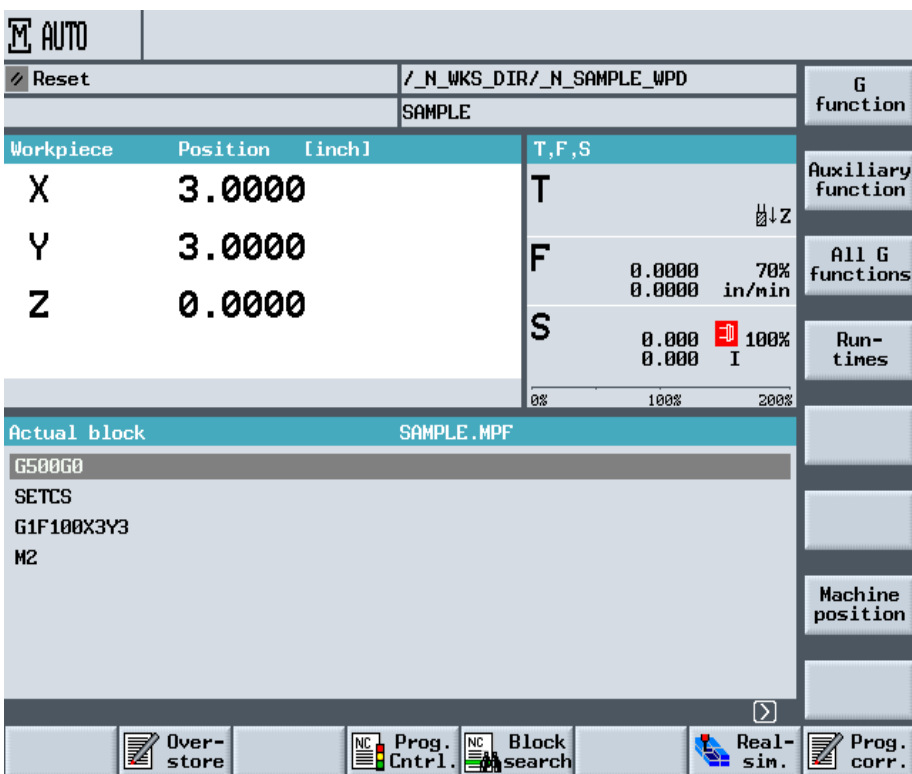 M AUTO
Reset
/_N_WKS_DIR/_N_SAMPLE_WPD
SAMPLE
G
function
Workpiece Position [inch]
X 3.0000
Y 3.0000
Z 0.0000
T,F,S
T
Z
F
0.0000 70%
0.0000 in/min
S
0.000 100%
0.000 I
0% 100% 200%
Auxiliary
function
All G
functions
Run-
times
Actual block SAMPLE.MPF
G500G0
SETCS
G1F100X3Y3
M2
Machine
position
Over-
store
NC Prog.
Cntrl.
NC Block
search
Real-
sim.
Prog.
corr.